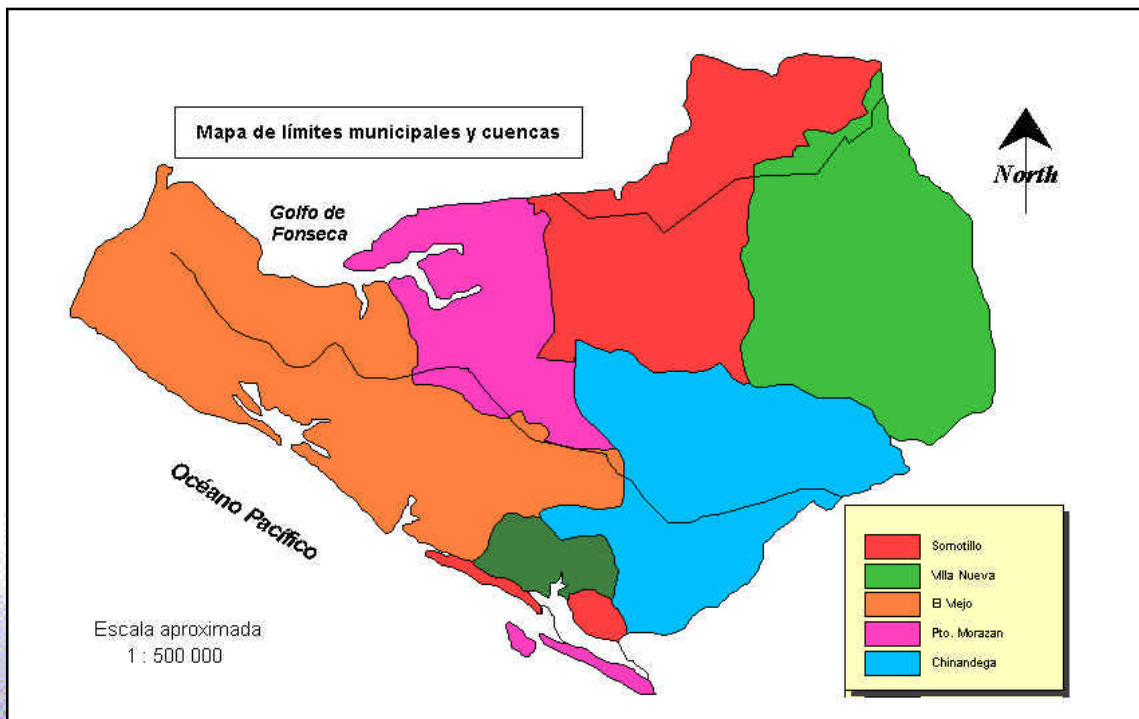 Mapa de límites municipales y cuencas
North
Golfo de
Fonseca
Océano Pacífico
Escala aproximada
1 : 500 000
Somotillo
Villa Nueva
El Viejo
Pto. Morazan
Chinandega